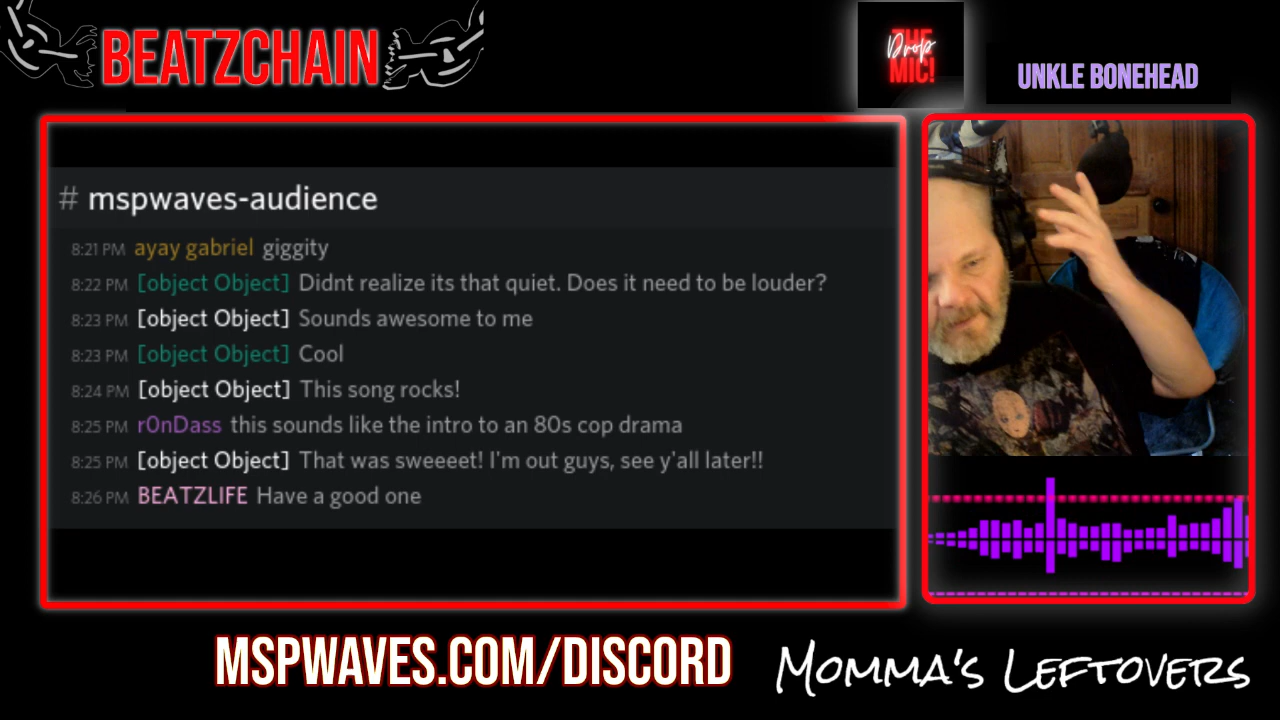 BEATZCHAIN
THE
Drop
MIC!
UNKLE BONEHEAD
# mspwaves-audience
8:21 PM ayay gabriel giggity
8:22 PM [object Object] Didnt realize its that quiet. Does it need to be louder?
8:23 PM [object Object] Sounds awesome to me
8:23 PM [object Object] Cool
8:24 PM [object Object] This song rocks!
8:25 PM r0nDass this sounds like the intro to an 80s cop drama
8:25 PM [object Object] That was sweeeet! I'm out guys, see y'all later!!
8:26 PM BEATZLIFE Have a good one
MSPWAVES.COM/DISCORD
MOMMA'S LEFTOVERS